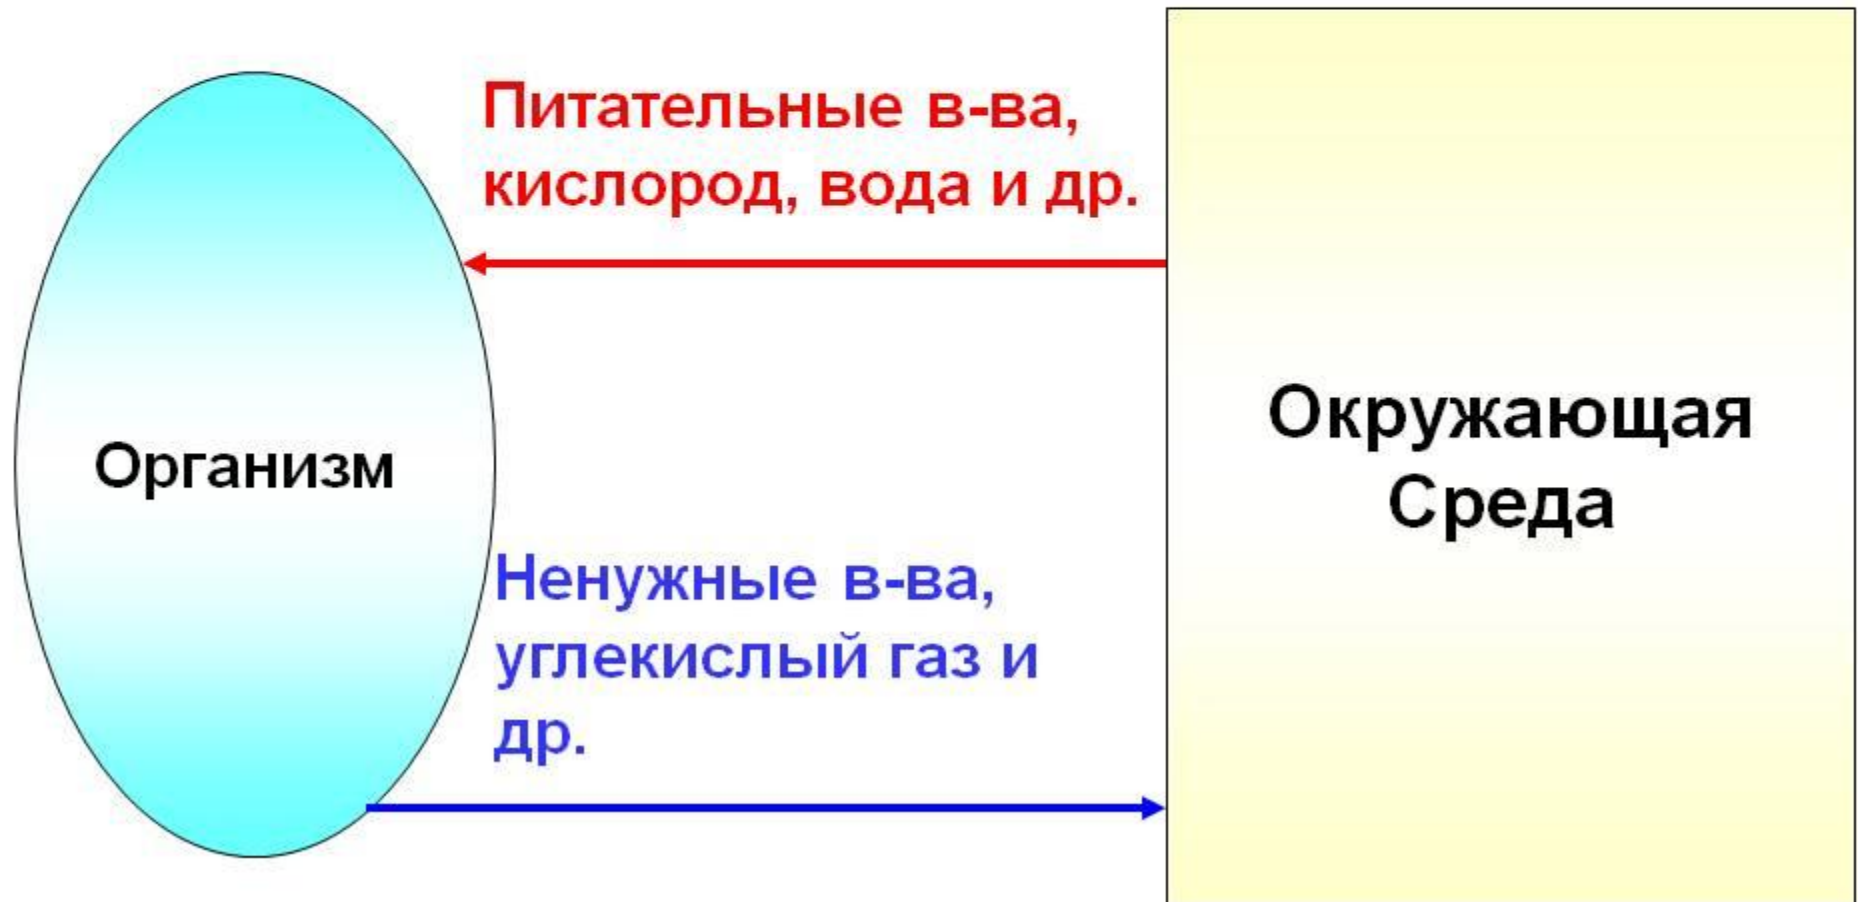 Питательные в-ва,
кислород, вода и др.
Организм
Окружающая
Среда
Ненужные в-ва,
углекислый газ и
др.